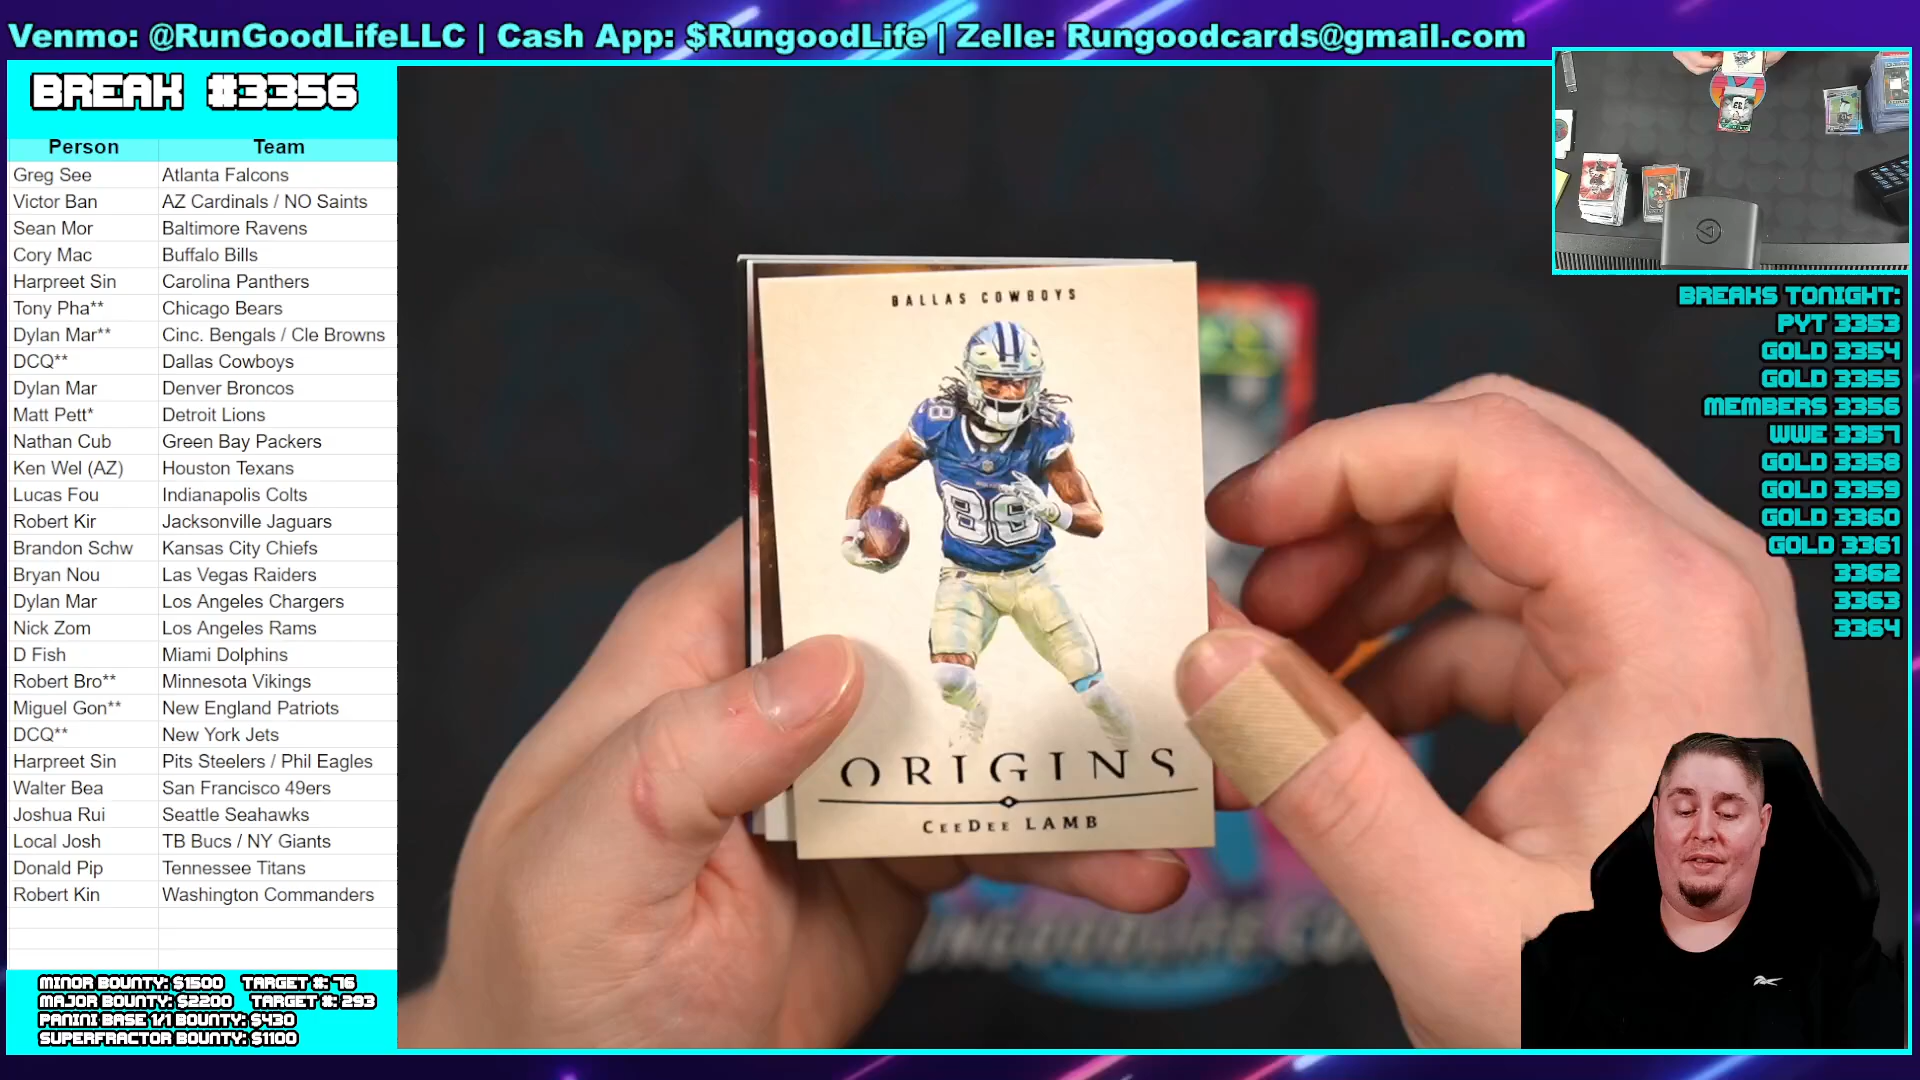 Venmo: @RunGoodLifeLLC | Cash App: $RungoodLife | Zelle: Rungoodcards@gmail.com
BREAK #3356
Person Team
Greg See Atlanta Falcons
Victor Ban AZ Cardinals / NO Saints
Sean Mor Baltimore Ravens
Cory Mac Buffalo Bills
Harpreet Sin Carolina Panthers
Tony Pha** Chicago Bears
Dylan Mar** Cinc. Bengals / Cle Browns
DCQ** Dallas Cowboys
Dylan Mar Denver Broncos
Matt Pett* Detroit Lions
Nathan Cub Green Bay Packers
Ken Wel (AZ) Houston Texans
Lucas Fou Indianapolis Colts
Robert Kir Jacksonville Jaguars
Brandon Schw Kansas City Chiefs
Bryan Nou Las Vegas Raiders
Dylan Mar Los Angeles Chargers
Nick Zom Los Angeles Rams
D Fish Miami Dolphins
Robert Bro** Minnesota Vikings
Miguel Gon** New England Patriots
DCQ** New York Jets
Harpreet Sin Pits Steelers / Phil Eagles
Walter Bea San Francisco 49ers
Joshua Rui Seattle Seahawks
Local Josh TB Bucs / NY Giants
Donald Pip Tennessee Titans
Robert Kin Washington Commanders
MINOR BOUNTY: $1500 TARGET #: 76
MAJOR BOUNTY: $2200 TARGET #: 293
PANINI BASE 1/1 BOUNTY: $430
SUPERFRACTOR BOUNTY: $1100
DALLAS COWBOYS
88
88
ORIGINS
CEEDEE LAMB
BREAKS TONIGHT:
PYT 3353
GOLD 3354
GOLD 3355
MEMBERS 3356
WWE 3357
GOLD 3358
GOLD 3359
GOLD 3360
GOLD 3361
3362
3363
3364